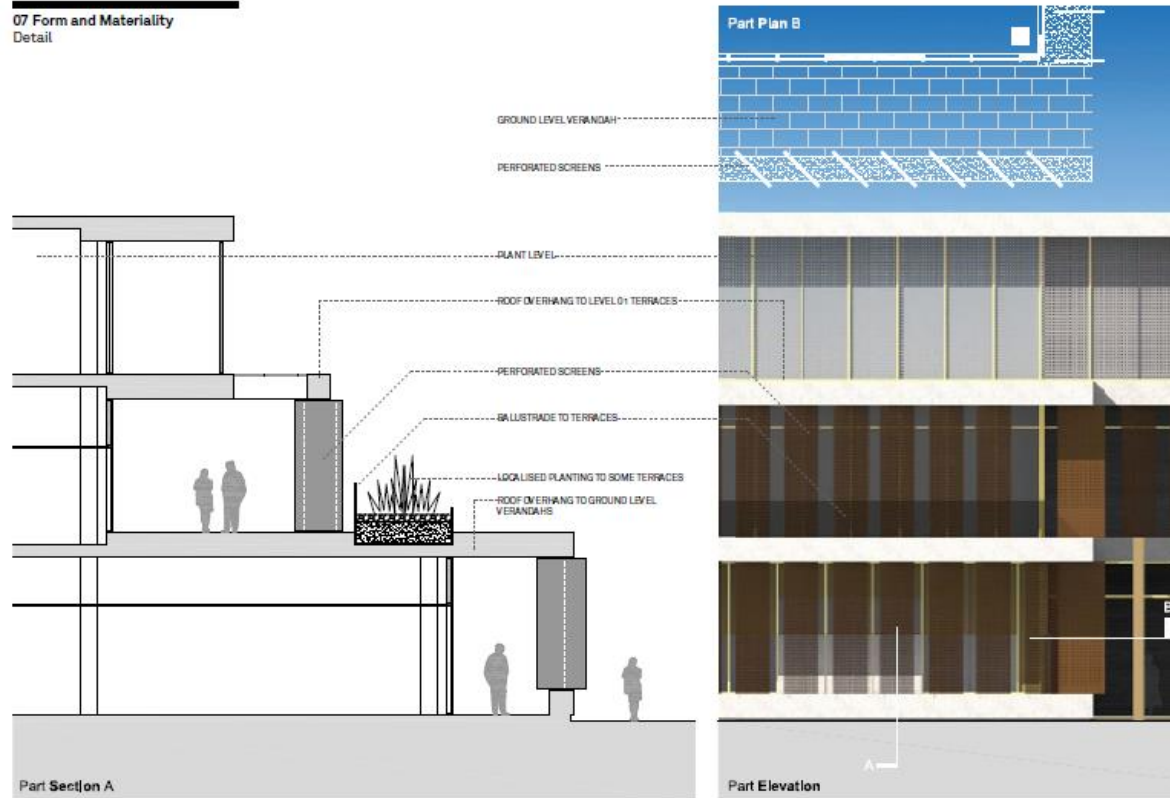 07 Form and Materiality
Detail
Part Plan B
GROUND LEVEL VERANDAH
PERFORATED SCREENS
PLANT LEVEL
ROOF OVERHANG TO LEVEL 01 TERRACES
PERFORATED SCREENS
BALUSTRADE TO TERRACES
LOCALISED PLANTING TO SOME TERRACES
ROOF OVERHANG TO GROUND LEVEL
VERANDAHS
B
A
Part Section A
Part Elevation